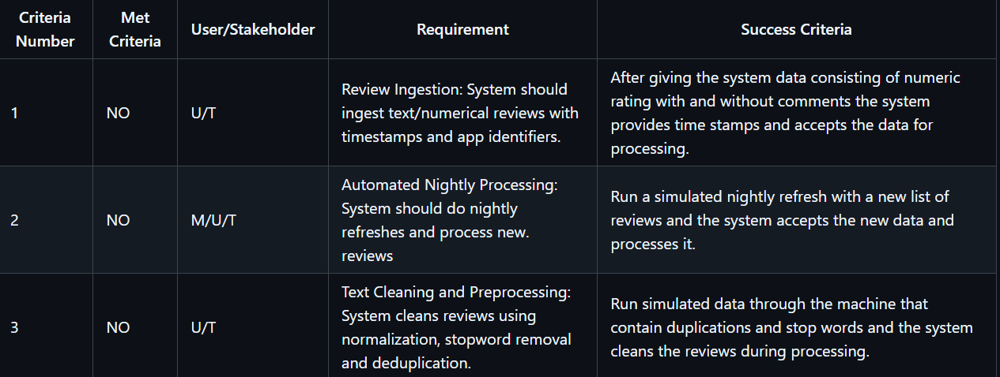 Criteria Number
Met Criteria
User/Stakeholder
Requirement
Success Criteria
1
NO
U/T
Review Ingestion: System should
ingest text/numerical reviews with
timestamps and app identifiers.
After giving the system data consisting of numeric
rating with and without comments the system
provides time stamps and accepts the data for
processing.
2
NO
M/U/T
Automated Nightly Processing:
System should do nightly
refreshes and process new.
reviews
Run a simulated nightly refresh with a new list of
reviews and the system accepts the new data and
processes it.
3
NO
U/T
Text Cleaning and Preprocessing:
System cleans reviews using
normalization, stopword removal
and deduplication.
Run simulated data through the machine that
contain duplications and stop words and the system
cleans the reviews during processing.